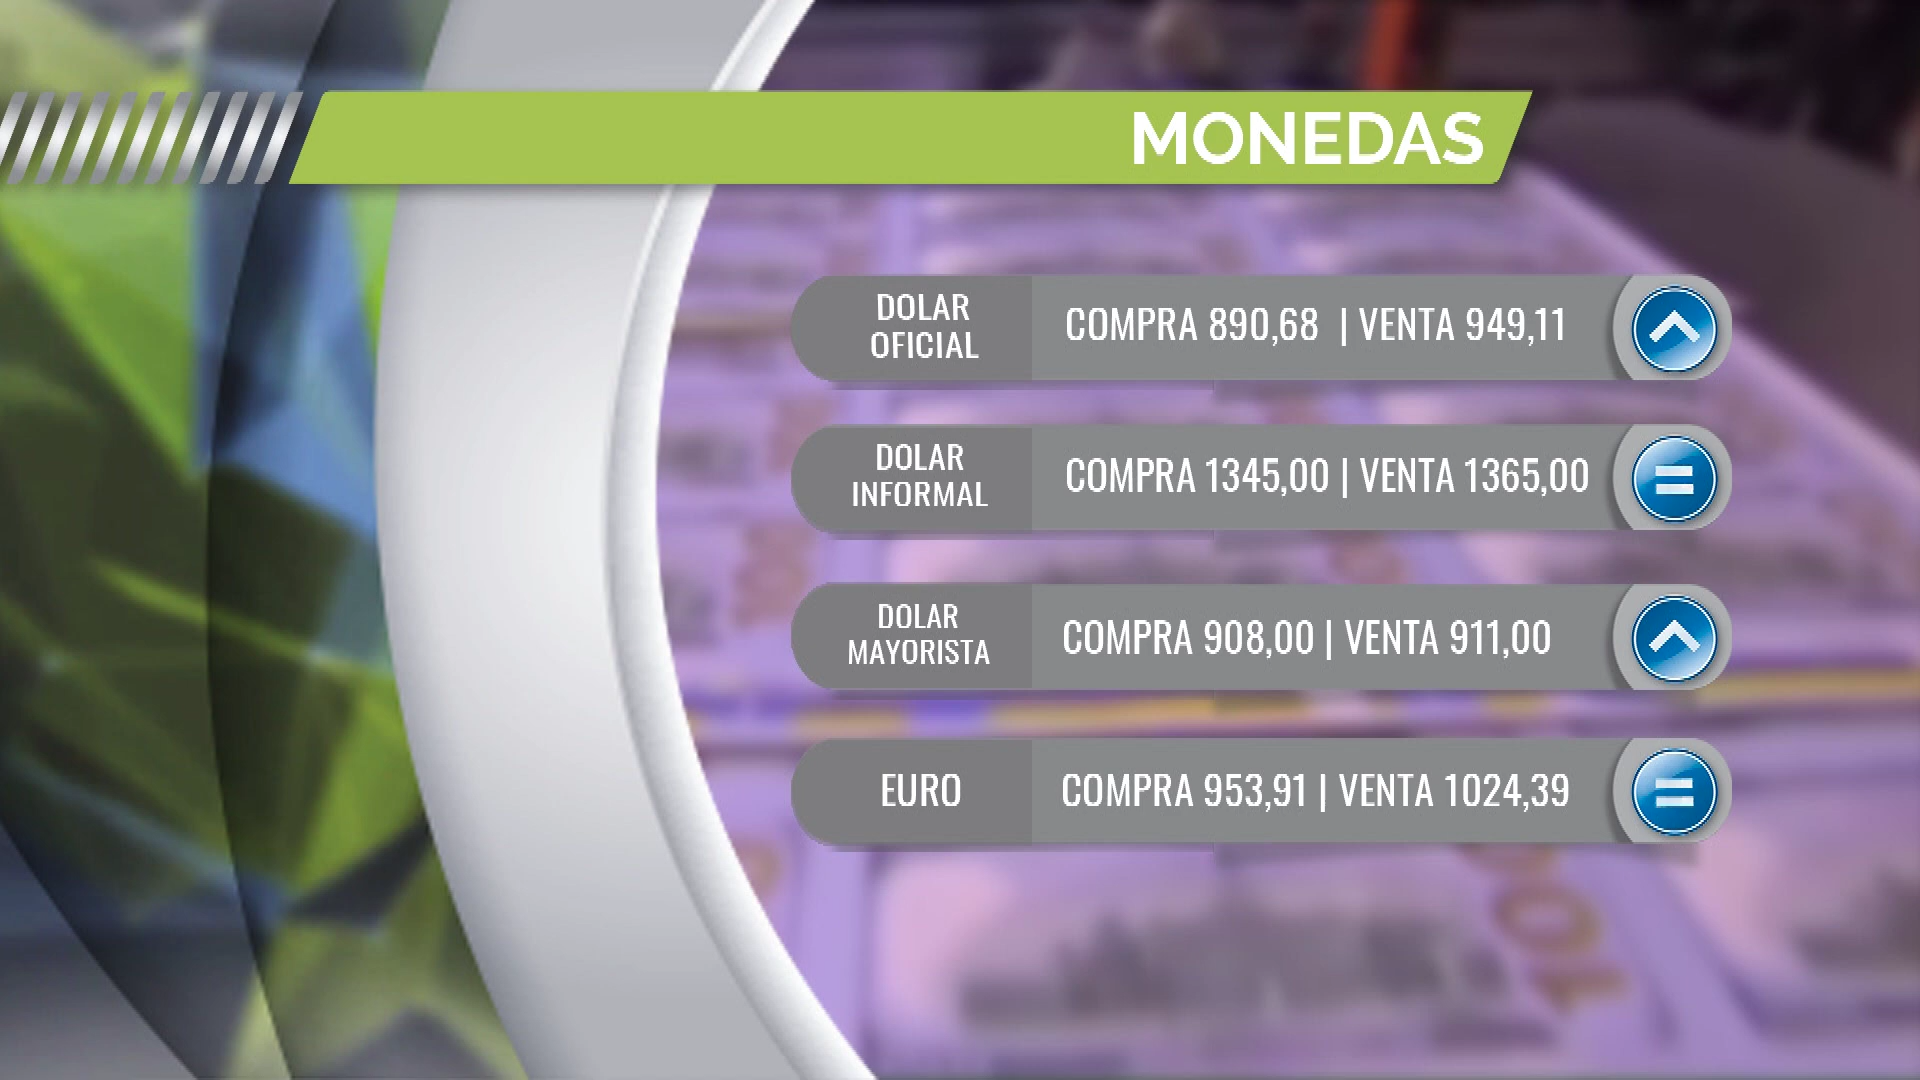 MONEDAS
DOLAR
OFICIAL
COMPRA 890,68 | VENTA 949,11
DOLAR
INFORMAL
COMPRA 1345,00 | VENTA 1365,00
DOLAR
MAYORISTA
COMPRA 908,00 | VENTA 911,00
EURO
COMPRA 953,91 | VENTA 1024,39